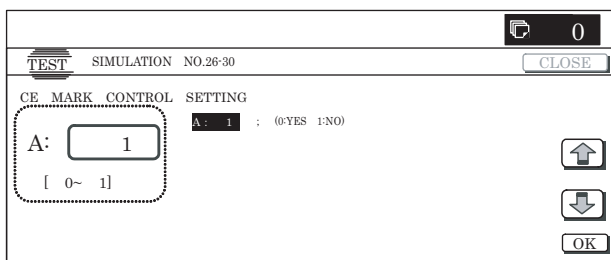 0
TEST SIMULATION NO.26-30 CLOSE
CE MARK CONTROL SETTING
A: 1 ; (0:YES 1:NO)
A: 1
[ 0~ 1]
OK